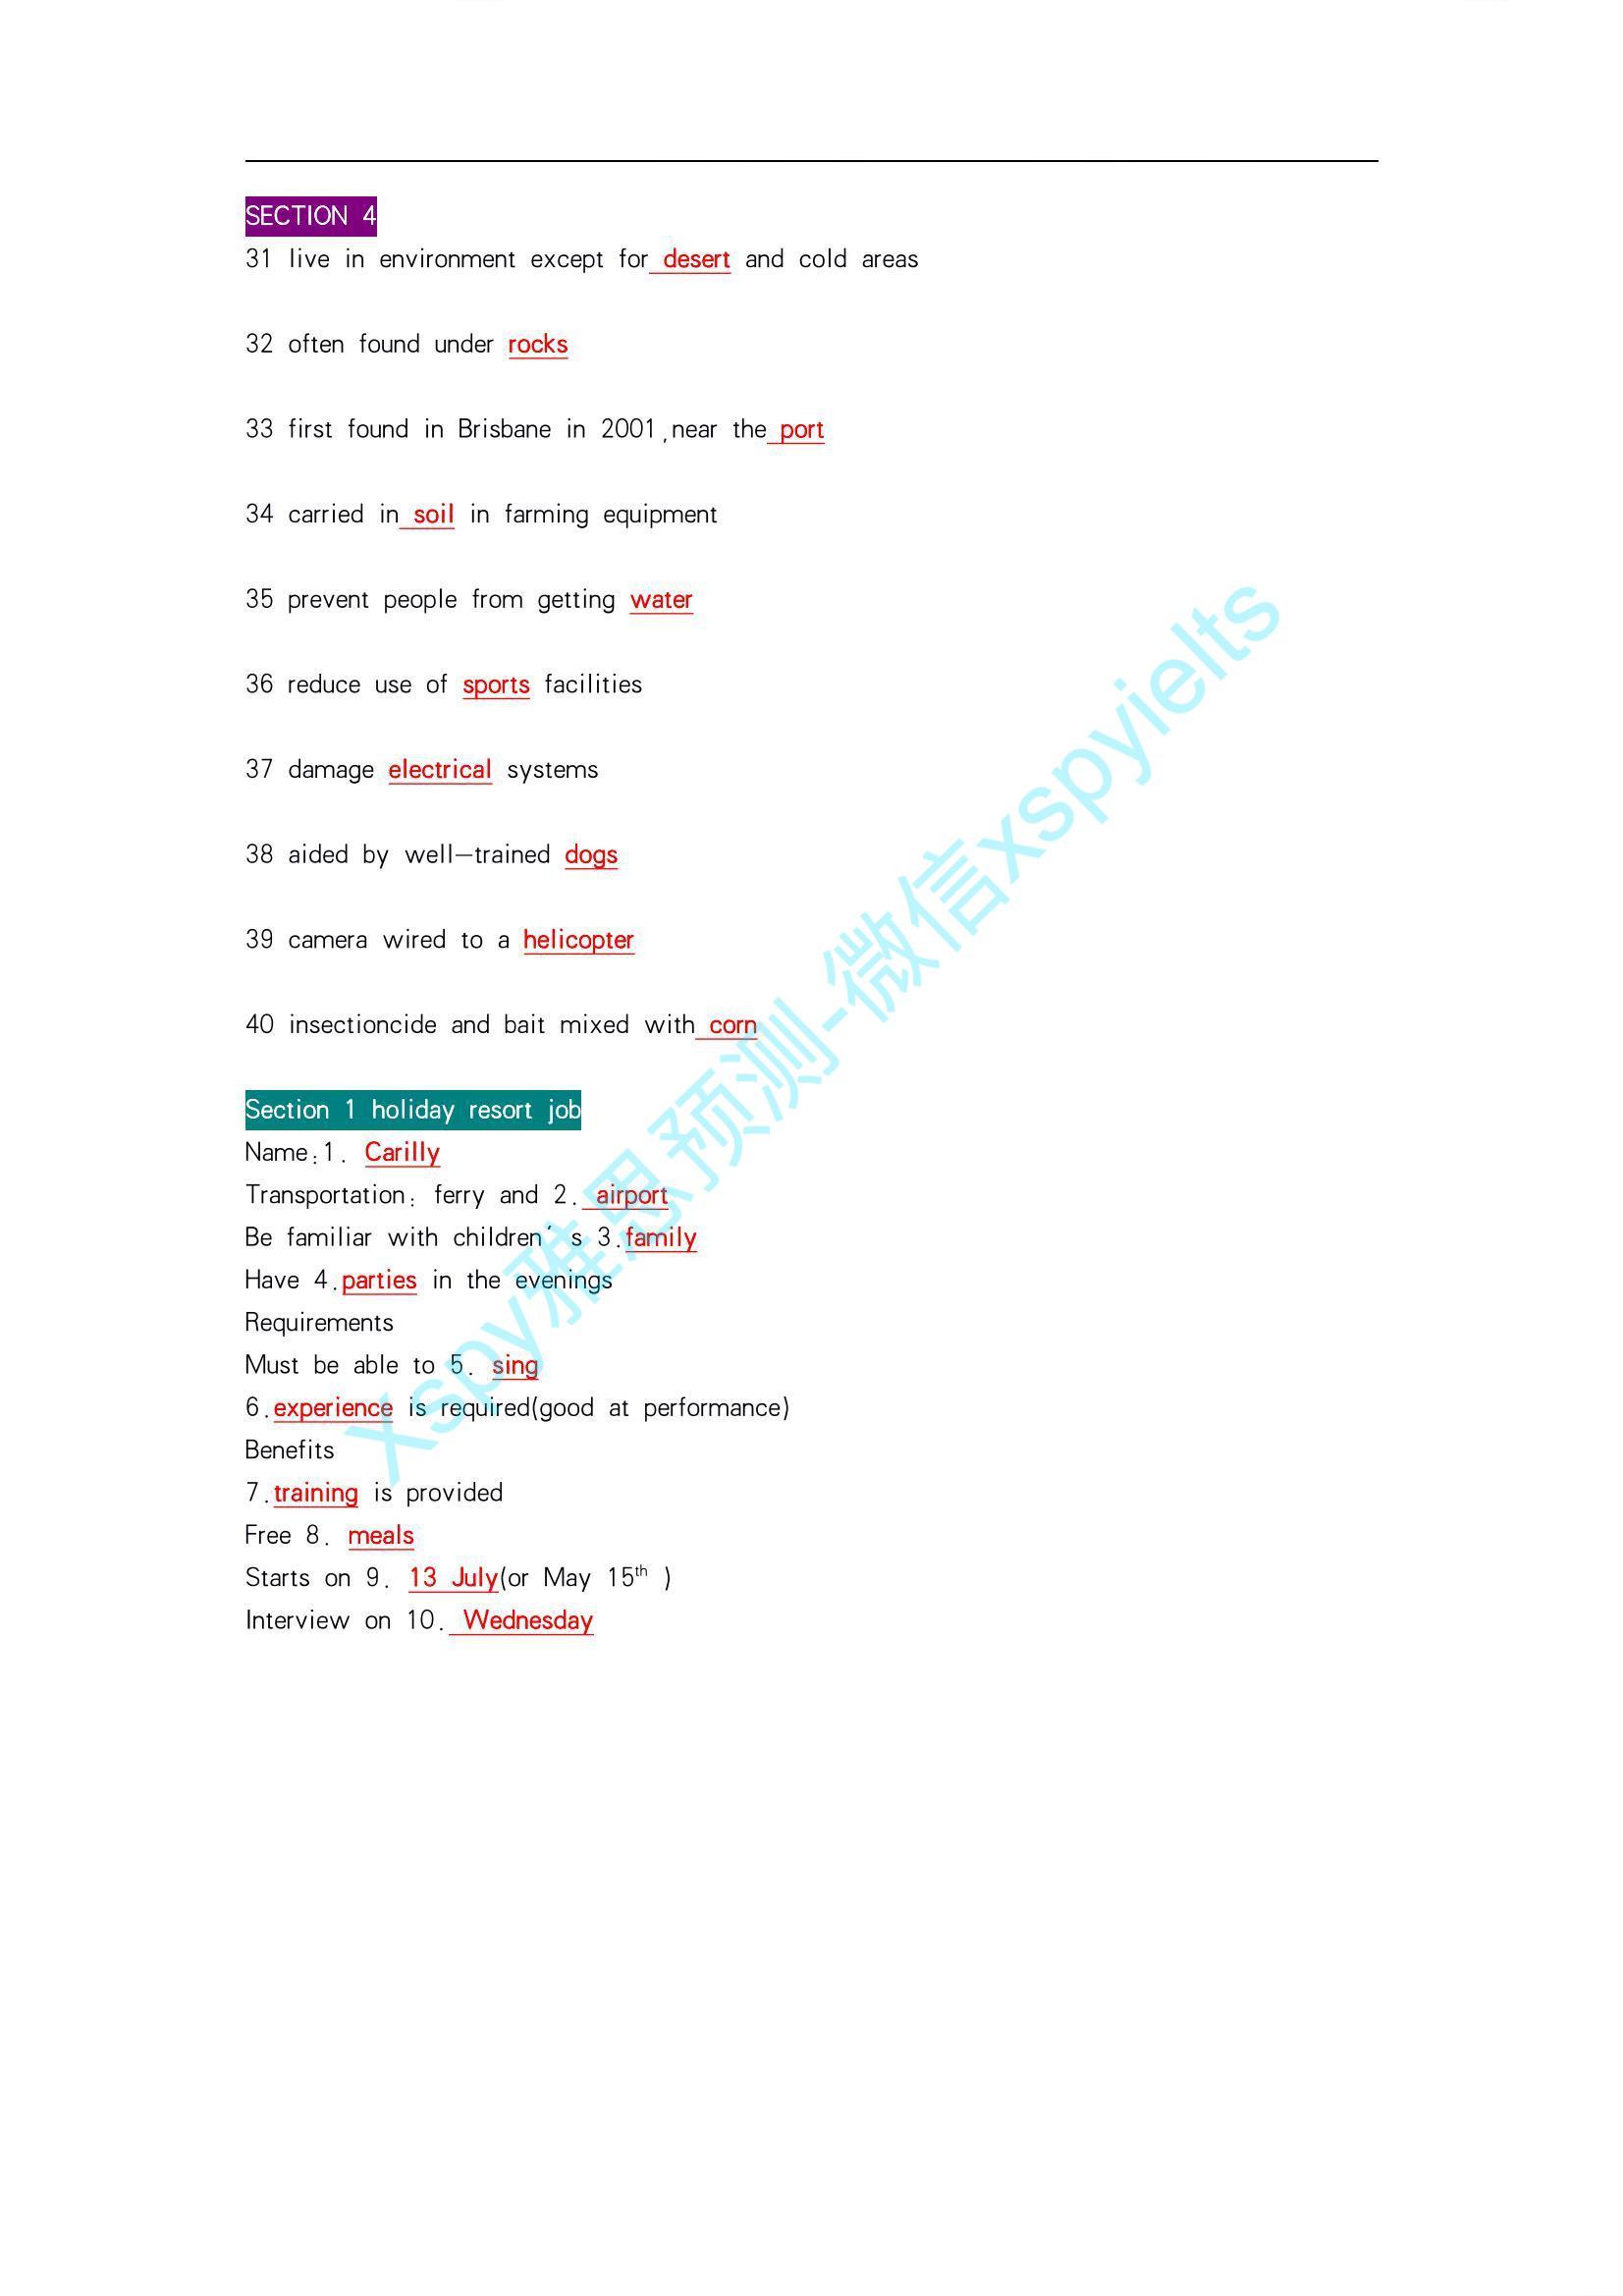 SECTION 4
31 live in environment except for desert and cold areas
32 often found under rocks
33 first found in Brisbane in 2001,near the port
34 carried in soil in farming equipment
35 prevent people from getting water
36 reduce use of sports facilities
37 damage electrical systems
38 aided by well-trained dogs
39 camera wired to a helicopter
40 insectioncide and bait mixed with corn
Section 1 holiday resort job
Name:1. Carilly
Transportation: ferry and 2. airport
Be familiar with children's 3.family
Have 4.parties in the evenings
Requirements
Must be able to 5. sing
6.experience is required(good at performance)
Benefits
7.training is provided
Free 8. meals
Starts on 9. 13 July(or May 15th )
Interview on 10. Wednesday
Xspy雅思预测-微信xspyielts